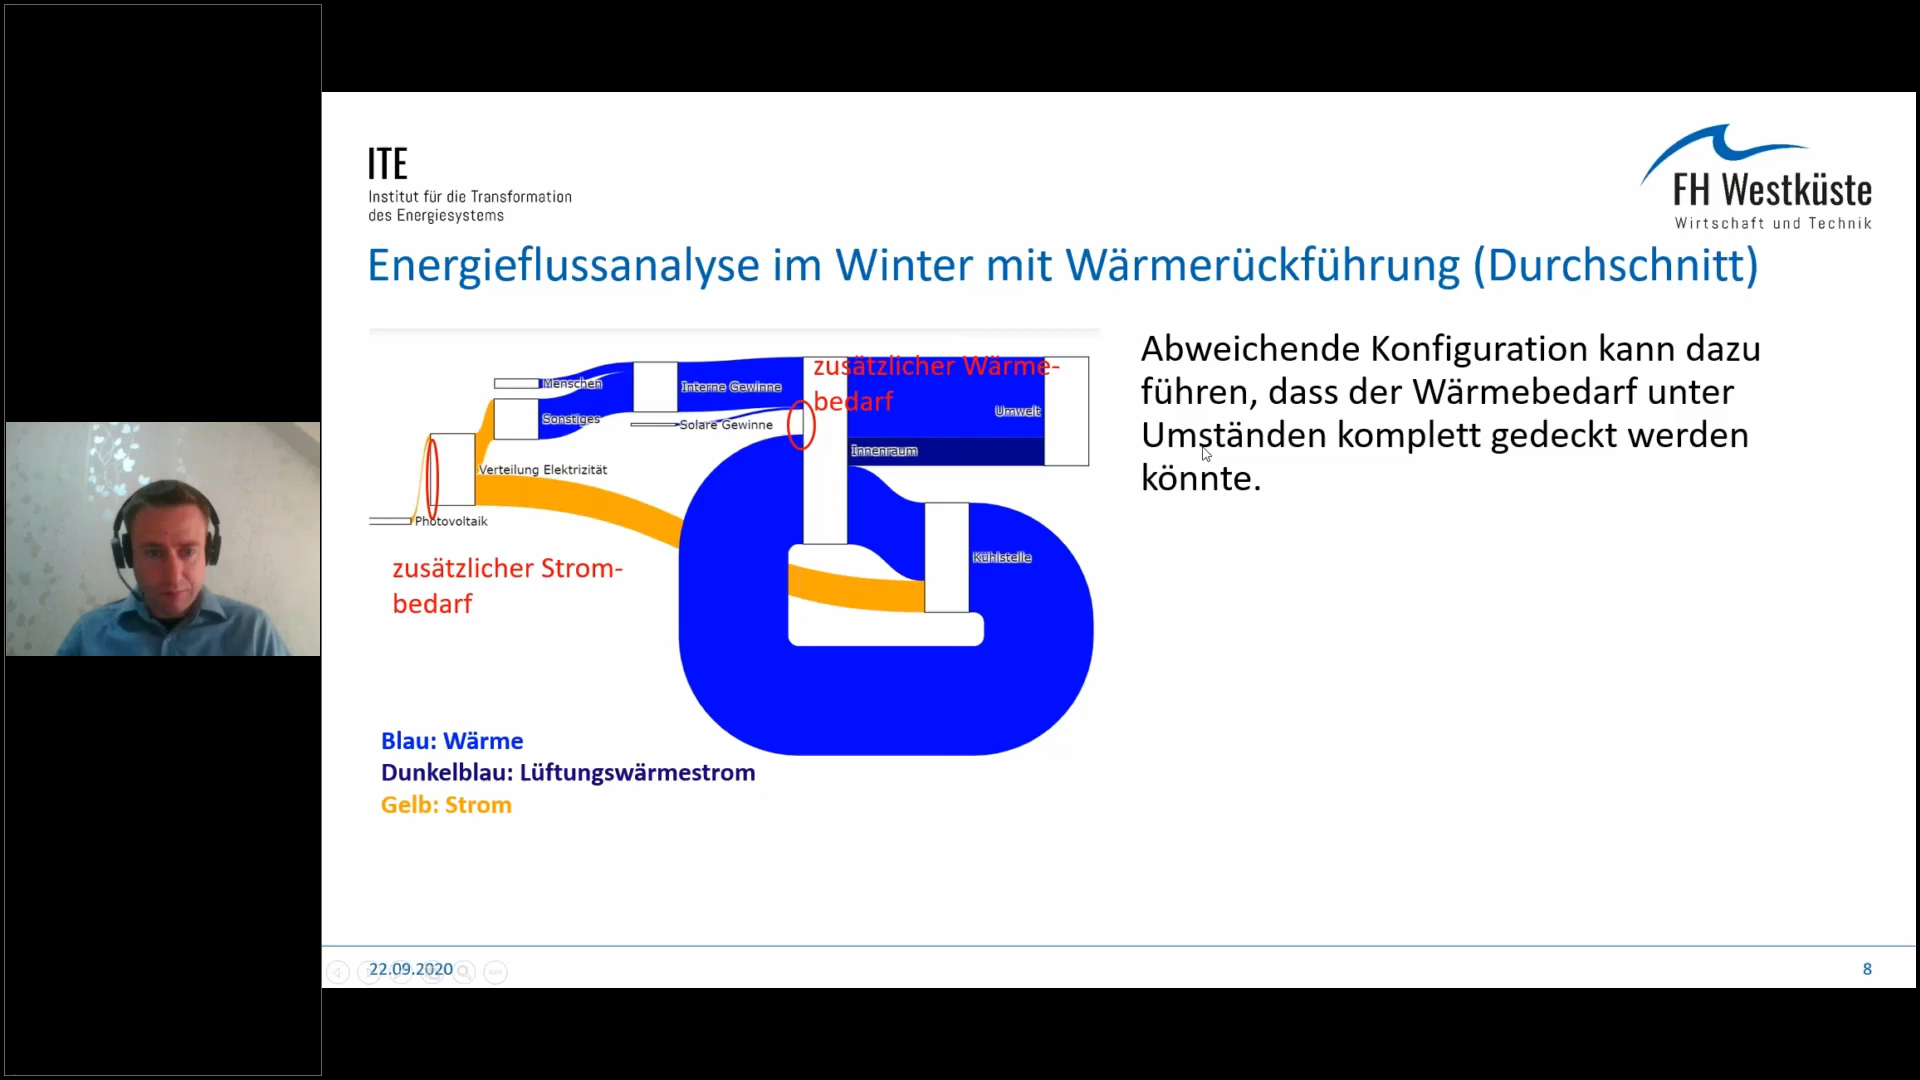 ITE
Institut für die Transformation
des Energiesystems
FH Westküste
Wirtschaft und Technik
Energieflussanalyse im Winter mit Wärmerückführung (Durchschnitt)
Menschen
Sonstiges
Interne Gewinne
Solare Gewinne
zusätzlicher Wärme-
bedarf
Umwelt
Innenraum
Verteilung Elektrizität
Photovoltaik
Kühlstelle
zusätzlicher Strom-
bedarf
Blau: Wärme
Dunkelblau: Lüftungswärmestrom
Gelb: Strom
Abweichende Konfiguration kann dazu
führen, dass der Wärmebedarf unter
Umständen komplett gedeckt werden
könnte.
22.09.2020
8